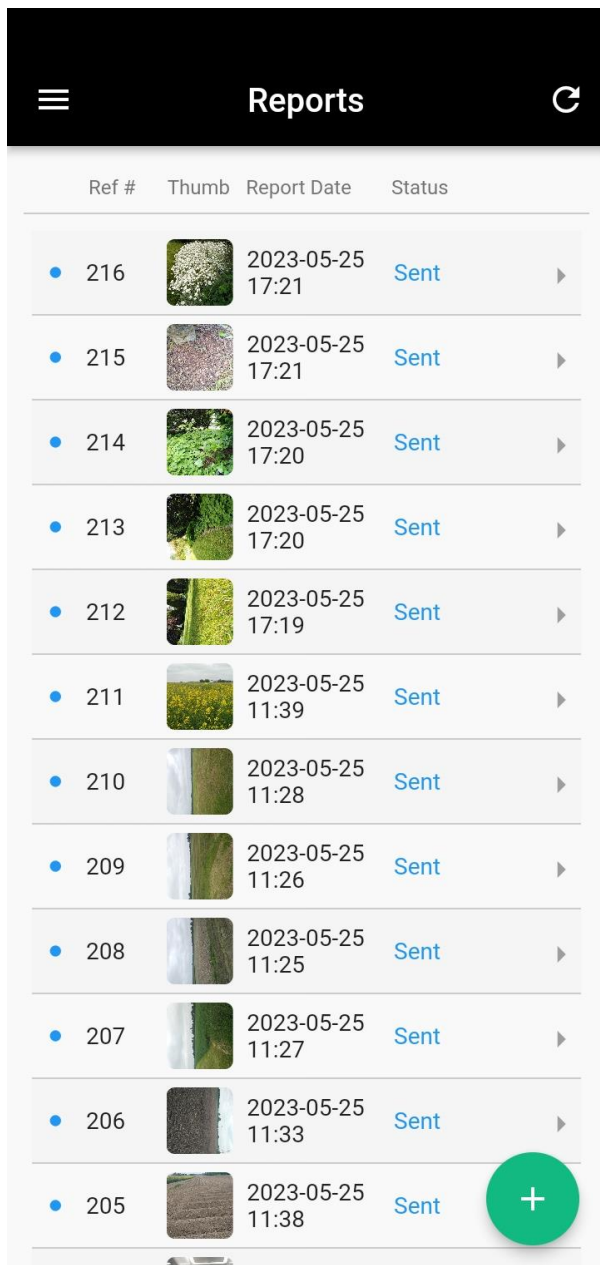 Reports
Ref # Thumb Report Date Status
216 2023-05-25 Sent
17:21
215 2023-05-25 Sent
17:21
214 2023-05-25 Sent
17:20
213 2023-05-25 Sent
17:20
212 2023-05-25 Sent
17:19
211 2023-05-25 Sent
11:39
210 2023-05-25 Sent
11:28
209 2023-05-25 Sent
11:26
208 2023-05-25 Sent
11:25
207 2023-05-25 Sent
11:27
206 2023-05-25 Sent
11:33
205 2023-05-25 Sent
11:38
+